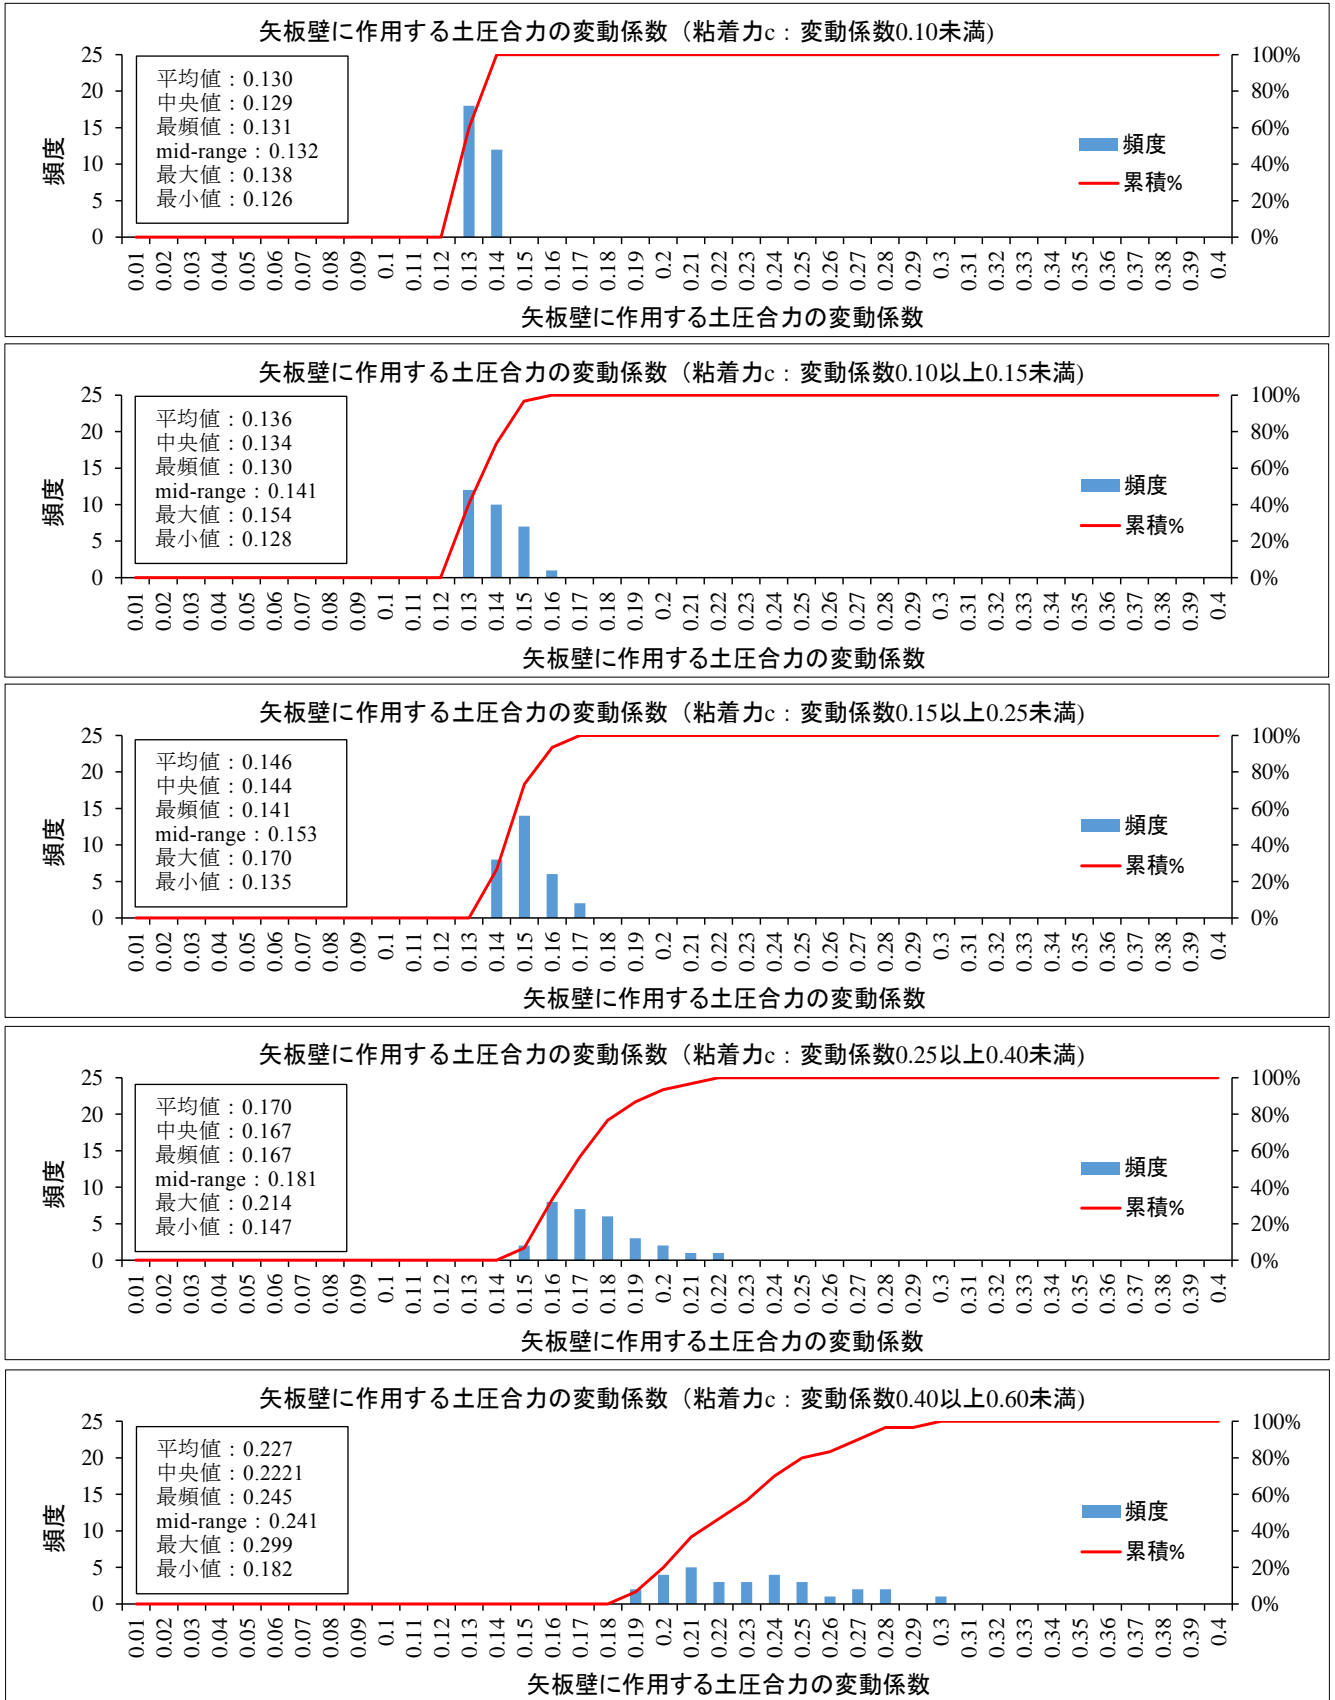 矢板壁に作用する土圧合力の変動係数（粘着力c：変動係数0.10未満）
25
20
15
10
5
0
頻度
平均値：0.130
中央値：0.129
最頻値：0.131
mid-range：0.132
最大値：0.138
最小値：0.126
頻度
累積%
100%
80%
60%
40%
20%
0%
0.01 0.02 0.03 0.04 0.05 0.06 0.07 0.08 0.09 0.1 0.11 0.12 0.13 0.14 0.15 0.16 0.17 0.18 0.19 0.2 0.21 0.22 0.23 0.24 0.25 0.26 0.27 0.28 0.29 0.3 0.31 0.32 0.33 0.34 0.35 0.36 0.37 0.38 0.39 0.4
矢板壁に作用する土圧合力の変動係数
矢板壁に作用する土圧合力の変動係数（粘着力c：変動係数0.10以上0.15未満）
25
20
15
10
5
0
頻度
平均値：0.136
中央値：0.134
最頻値：0.130
mid-range：0.141
最大値：0.154
最小値：0.128
頻度
累積%
100%
80%
60%
40%
20%
0%
0.01 0.02 0.03 0.04 0.05 0.06 0.07 0.08 0.09 0.1 0.11 0.12 0.13 0.14 0.15 0.16 0.17 0.18 0.19 0.2 0.21 0.22 0.23 0.24 0.25 0.26 0.27 0.28 0.29 0.3 0.31 0.32 0.33 0.34 0.35 0.36 0.37 0.38 0.39 0.4
矢板壁に作用する土圧合力の変動係数
矢板壁に作用する土圧合力の変動係数（粘着力c：変動係数0.15以上0.25未満）
25
20
15
10
5
0
頻度
平均値：0.146
中央値：0.144
最頻値：0.141
mid-range：0.153
最大値：0.170
最小値：0.135
頻度
累積%
100%
80%
60%
40%
20%
0%
0.01 0.02 0.03 0.04 0.05 0.06 0.07 0.08 0.09 0.1 0.11 0.12 0.13 0.14 0.15 0.16 0.17 0.18 0.19 0.2 0.21 0.22 0.23 0.24 0.25 0.26 0.27 0.28 0.29 0.3 0.31 0.32 0.33 0.34 0.35 0.36 0.37 0.38 0.39 0.4
矢板壁に作用する土圧合力の変動係数
矢板壁に作用する土圧合力の変動係数（粘着力c：変動係数0.25以上0.40未満）
25
20
15
10
5
0
頻度
平均値：0.170
中央値：0.167
最頻値：0.167
mid-range：0.181
最大値：0.214
最小値：0.147
頻度
累積%
100%
80%
60%
40%
20%
0%
0.01 0.02 0.03 0.04 0.05 0.06 0.07 0.08 0.09 0.1 0.11 0.12 0.13 0.14 0.15 0.16 0.17 0.18 0.19 0.2 0.21 0.22 0.23 0.24 0.25 0.26 0.27 0.28 0.29 0.3 0.31 0.32 0.33 0.34 0.35 0.36 0.37 0.38 0.39 0.4
矢板壁に作用する土圧合力の変動係数
矢板壁に作用する土圧合力の変動係数（粘着力c：変動係数0.40以上0.60未満）
25
20
15
10
5
0
頻度
平均値：0.227
中央値：0.2221
最頻値：0.245
mid-range：0.241
最大値：0.299
最小値：0.182
頻度
累積%
100%
80%
60%
40%
20%
0%
0.01 0.02 0.03 0.04 0.05 0.06 0.07 0.08 0.09 0.1 0.11 0.12 0.13 0.14 0.15 0.16 0.17 0.18 0.19 0.2 0.21 0.22 0.23 0.24 0.25 0.26 0.27 0.28 0.29 0.3 0.31 0.32 0.33 0.34 0.35 0.36 0.37 0.38 0.39 0.4
矢板壁に作用する土圧合力の変動係数